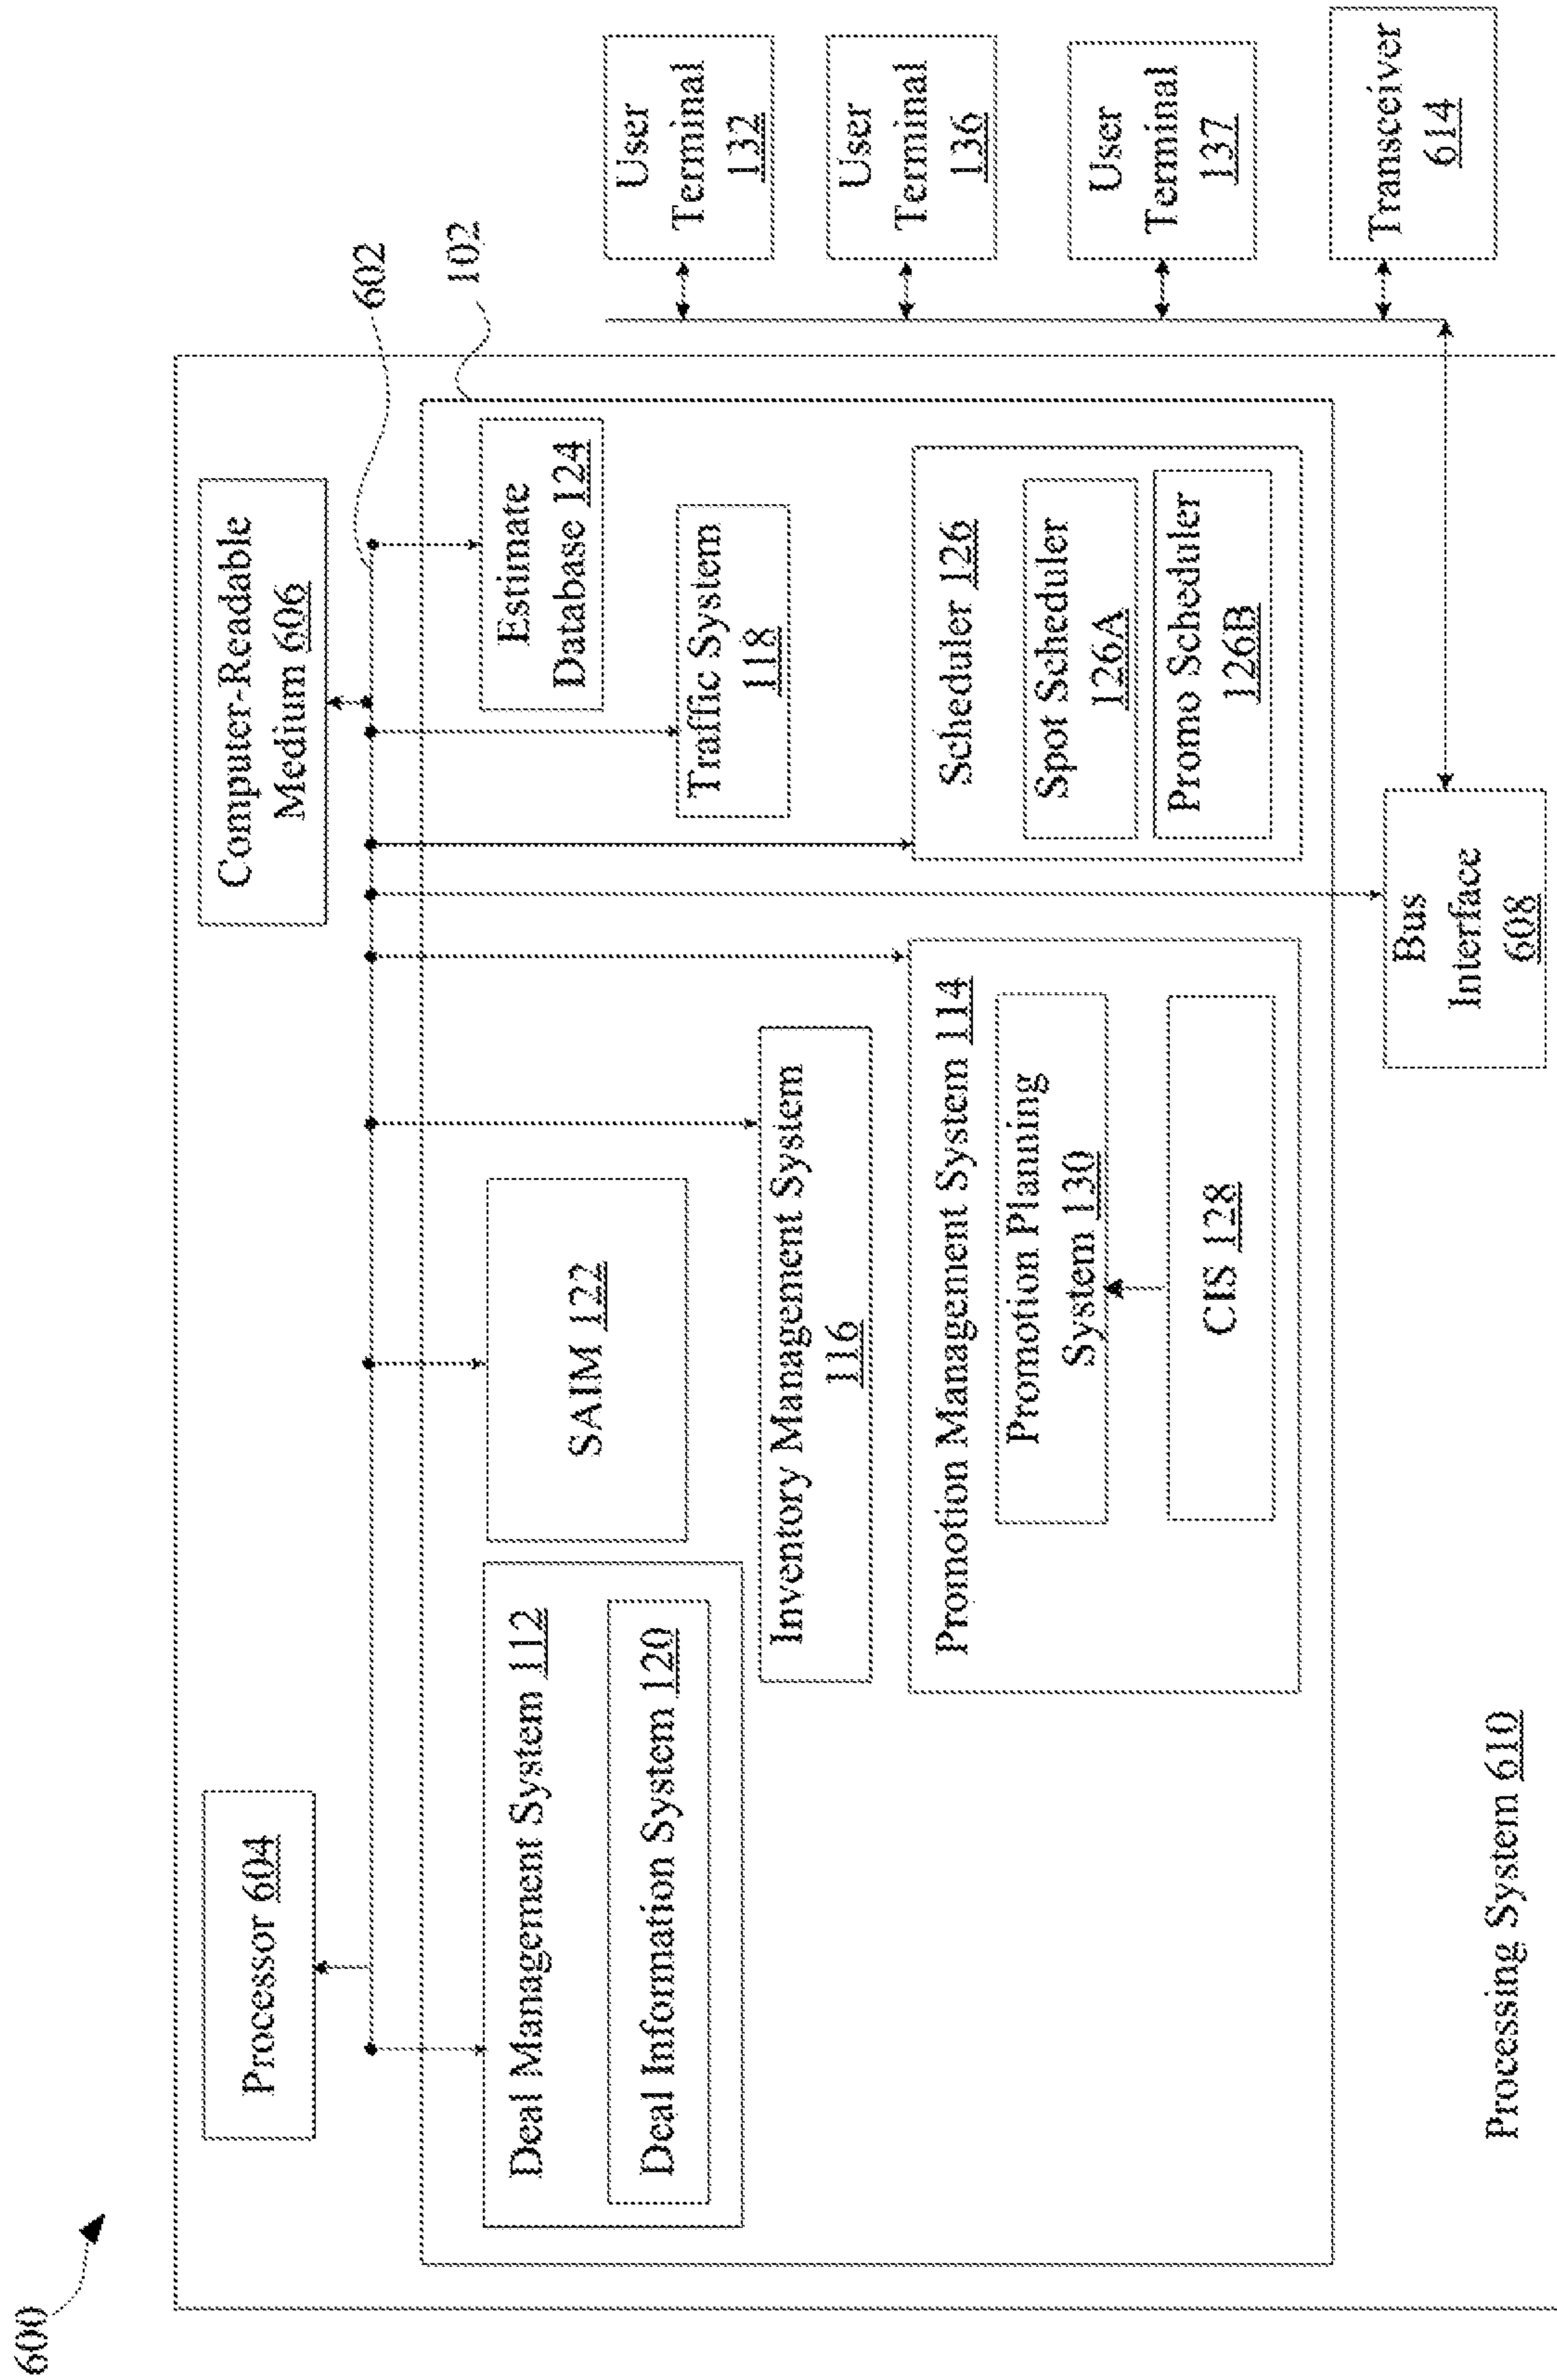 600
Processor 604
Computer-Readable
Medium 606
602
102
Deal Management System 112
Deal Information System 120
SAIM 122
Estimate
Database 124
Traffic System
118
Inventory Management System
116
Promotion Management System 114
Promotion Planning
System 130
CIS 128
Scheduler 126
Spot Scheduler
126A
Promo Scheduler
126B
User
Terminal
132
User
Terminal
136
User
Terminal
137
Transceiver
614
Bus
Interface
608
Processing System 610